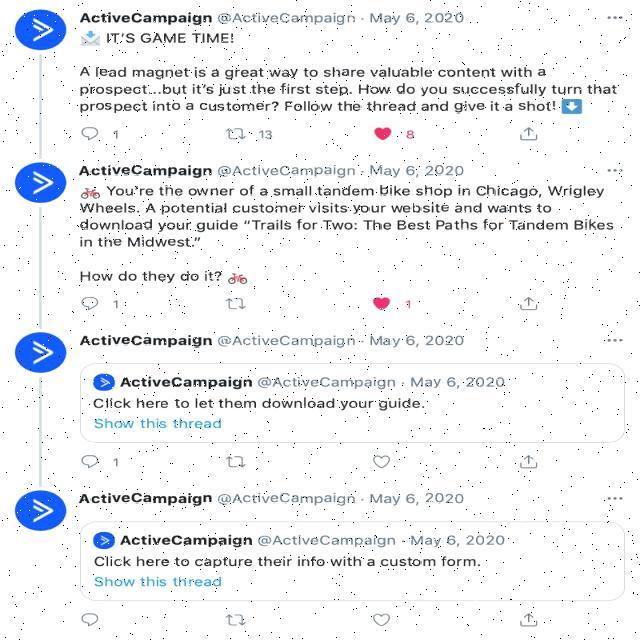 ActiveCampaign @ActiveCampaign · May 6, 2020 ···
📩 IT'S GAME TIME!
A lead magnet is a great way to share valuable content with a
prospect...but it's just the first step. How do you successfully turn that
prospect into a customer? Follow the thread and give it a shot! ⬇️
1 13 8
ActiveCampaign @ActiveCampaign · May 6, 2020 ···
🚲 You're the owner of a small tandem bike shop in Chicago, Wrigley
Wheels. A potential customer visits your website and wants to
download your guide “Trails for Two: The Best Paths for Tandem Bikes
in the Midwest.”
How do they do it? 🚲
1 1
ActiveCampaign @ActiveCampaign · May 6, 2020 ···
ActiveCampaign @ActiveCampaign · May 6, 2020
Click here to let them download your guide.
Show this thread
1
ActiveCampaign @ActiveCampaign · May 6, 2020 ···
ActiveCampaign @ActiveCampaign · May 6, 2020
Click here to capture their info with a custom form.
Show this thread